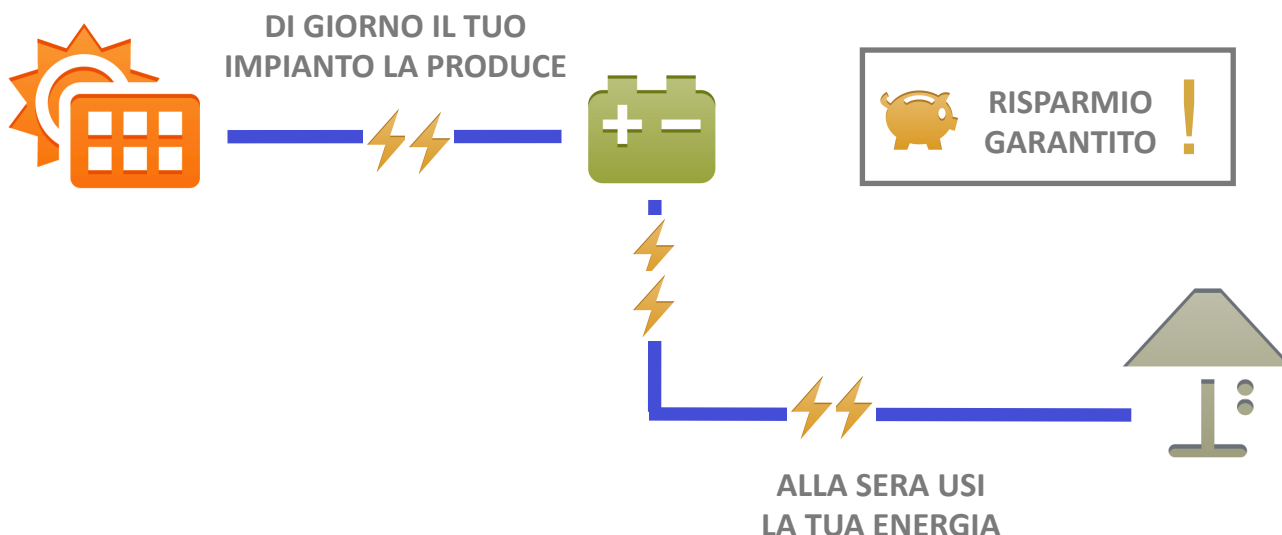 DI GIORNO IL TUO
IMPIANTO LA PRODUCE
RISPARMIO
GARANTITO !
ALLA SERA USI
LA TUA ENERGIA